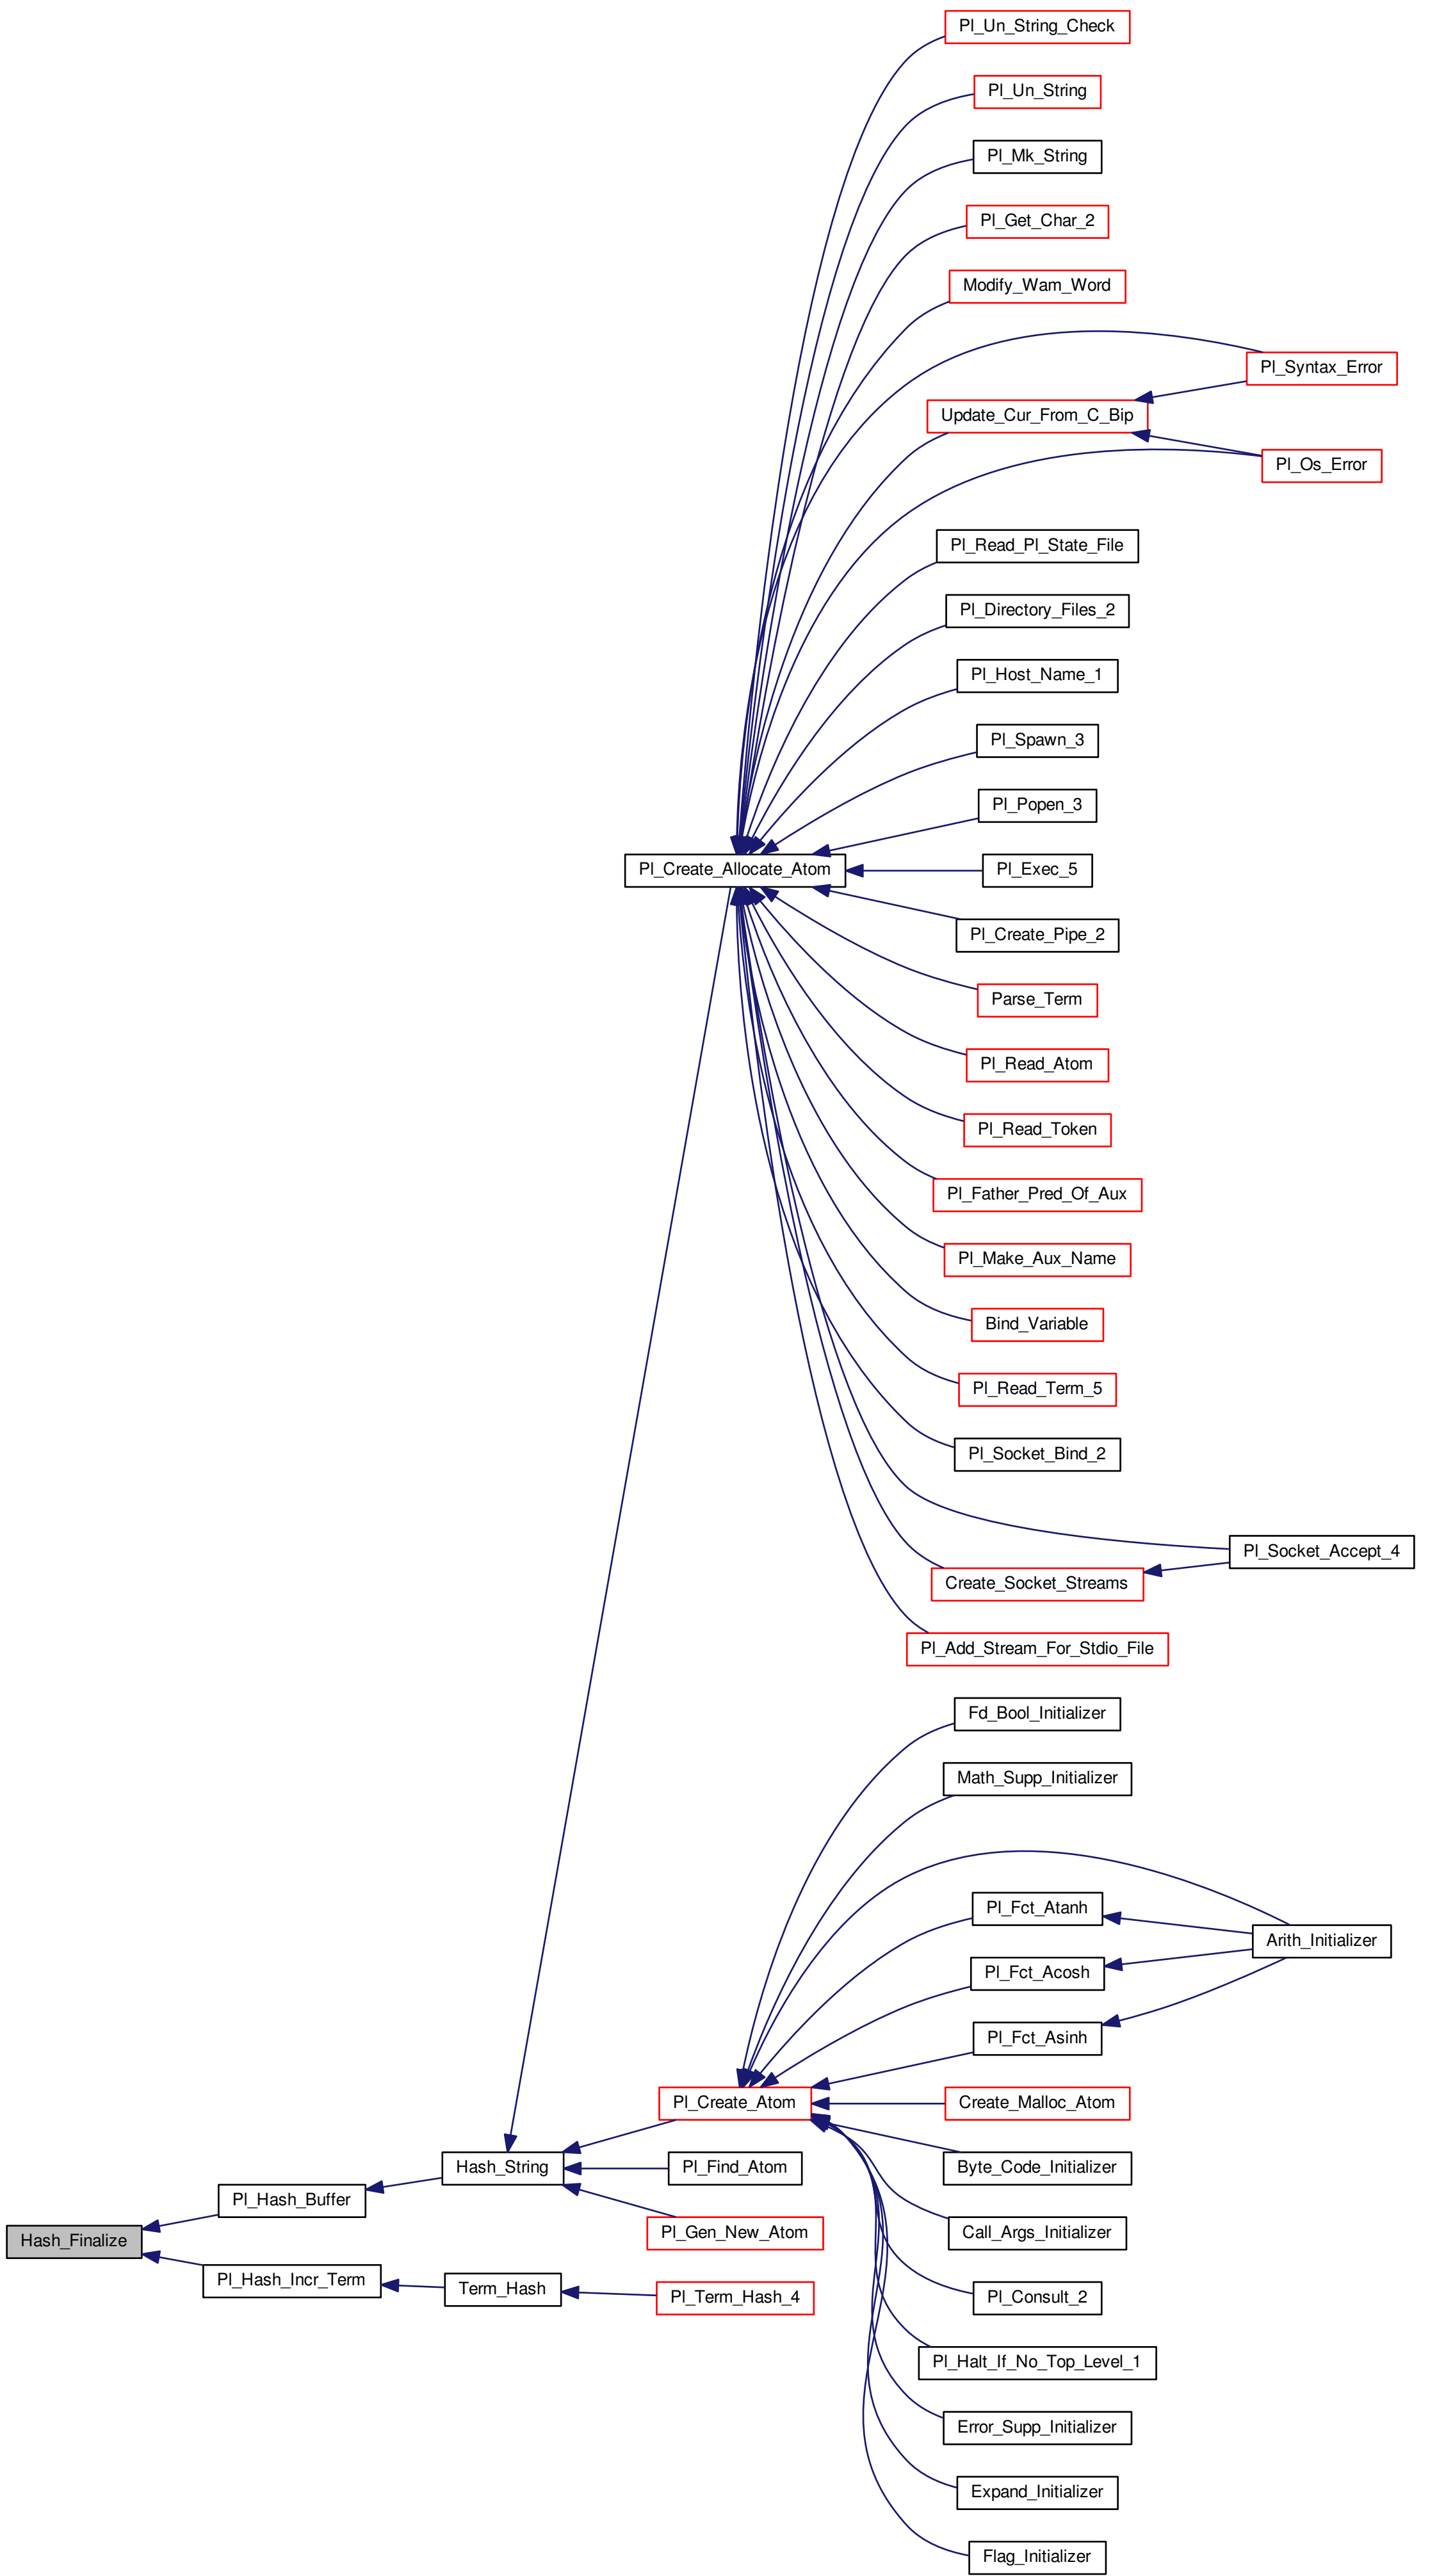 Pl_Un_String_Check
Pl_Un_String
Pl_Mk_String
Pl_Get_Char_2
Modify_Wam_Word
Pl_Syntax_Error
Update_Cur_From_C_Bip
Pl_Os_Error
Pl_Read_Pl_State_File
Pl_Directory_Files_2
Pl_Host_Name_1
Pl_Spawn_3
Pl_Popen_3
Pl_Create_Allocate_Atom
Pl_Exec_5
Pl_Create_Pipe_2
Parse_Term
Pl_Read_Atom
Pl_Read_Token
Pl_Father_Pred_Of_Aux
Pl_Make_Aux_Name
Bind_Variable
Pl_Read_Term_5
Pl_Socket_Bind_2
Pl_Socket_Accept_4
Create_Socket_Streams
Pl_Add_Stream_For_Stdio_File
Fd_Bool_Initializer
Math_Supp_Initializer
Pl_Fct_Atanh
Arith_Initializer
Pl_Fct_Acosh
Pl_Fct_Asinh
Pl_Create_Atom
Create_Malloc_Atom
Hash_String
Pl_Find_Atom
Byte_Code_Initializer
Pl_Hash_Buffer
Pl_Gen_New_Atom
Call_Args_Initializer
Hash_Finalize
Pl_Hash_Incr_Term
Term_Hash
Pl_Term_Hash_4
Pl_Consult_2
Pl_Halt_If_No_Top_Level_1
Error_Supp_Initializer
Expand_Initializer
Flag_Initializer